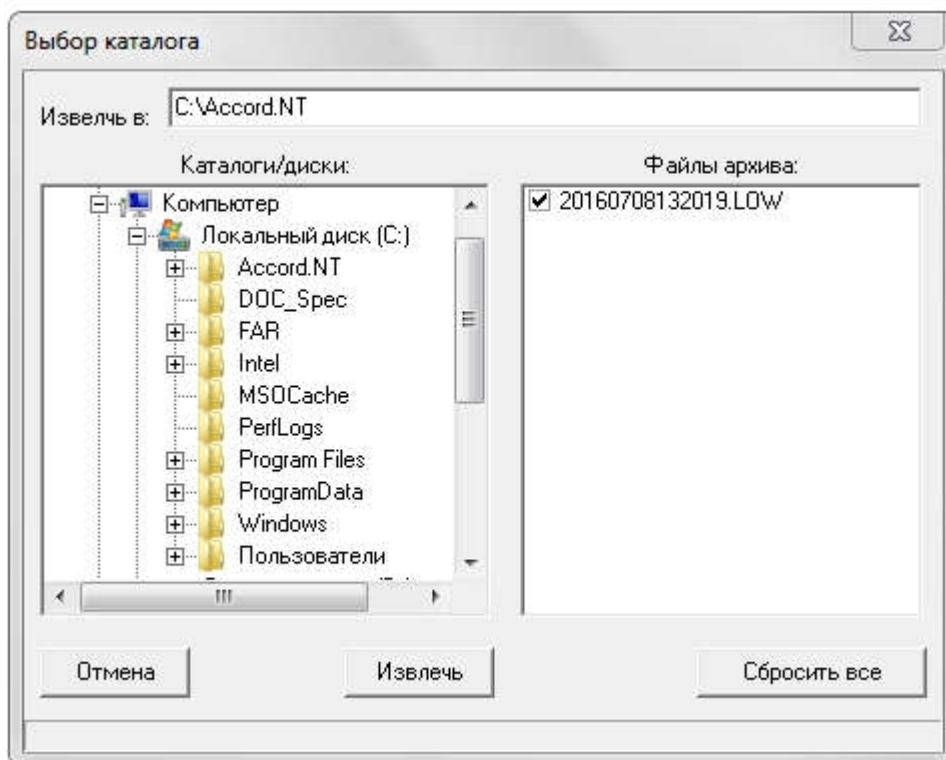 Выбор каталога
Извелчь в:
C:\Accord.NT
Каталоги/диски:
Файлы архива:
Компьютер
Локальный диск (C:)
Accord.NT
DOC_Spec
FAR
Intel
MSOCache
PerfLogs
Program Files
ProgramData
Windows
Пользователи
20160708132019.LOW
Отмена
Извлечь
Сбросить все